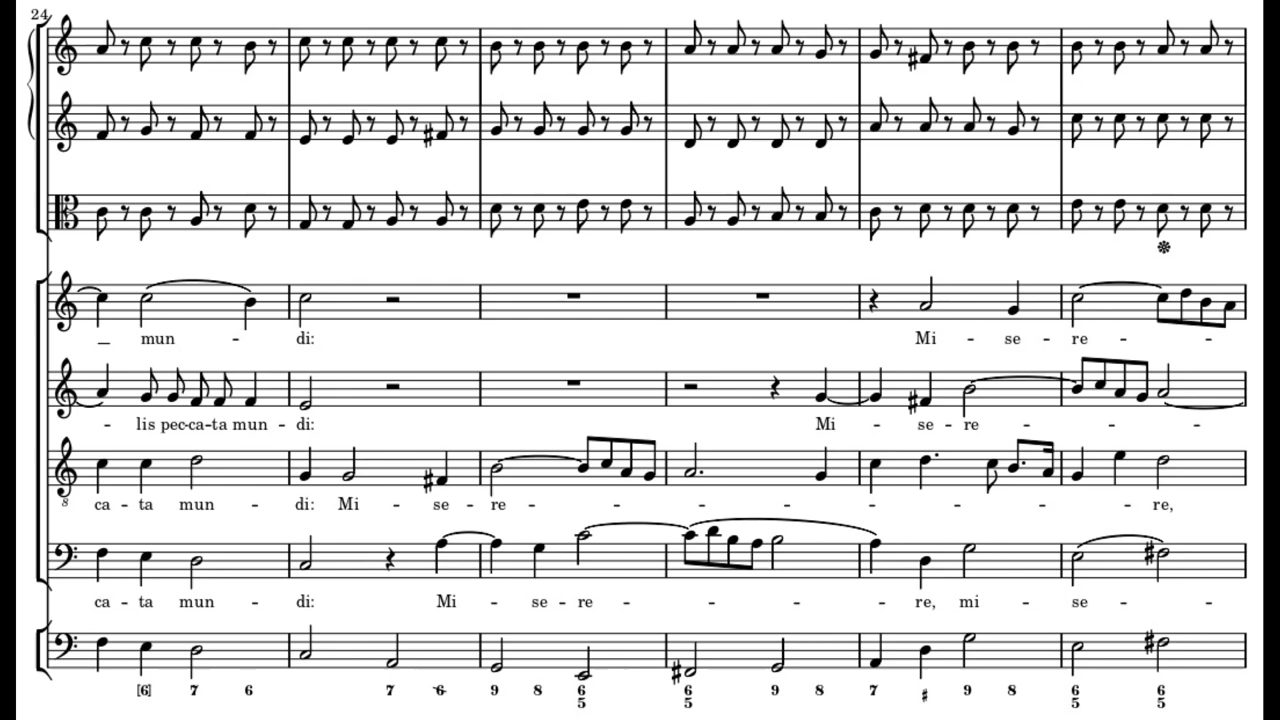 24
_ mun - di: Mi - se - re - - -
- lis pec-ca-ta mun - di: Mi - se - re - - -
8
ca - ta mun - di: Mi - se - re - - - - - - - - re,
ca - ta mun - di: Mi - se - re - - - - re, mi - se -
[6] 7 6 7 6 9 8 6 6 9 8 7 ♯ 9 8 6 6
5 5 5 5